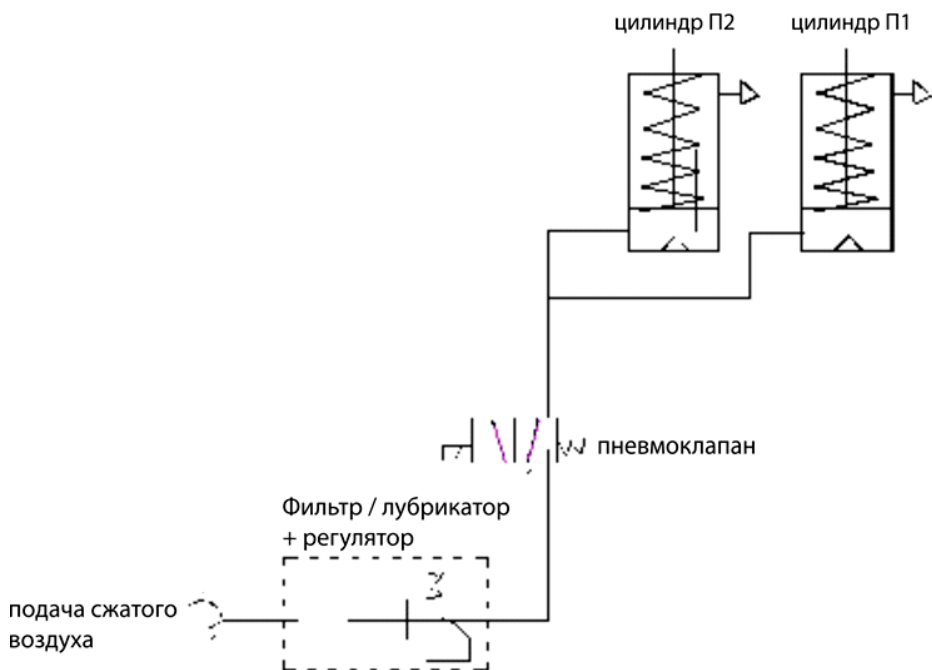 цилиндр П2
цилиндр П1
пневмоклапан
Фильтр / лубрикатор
+ регулятор
подача сжатого
воздуха